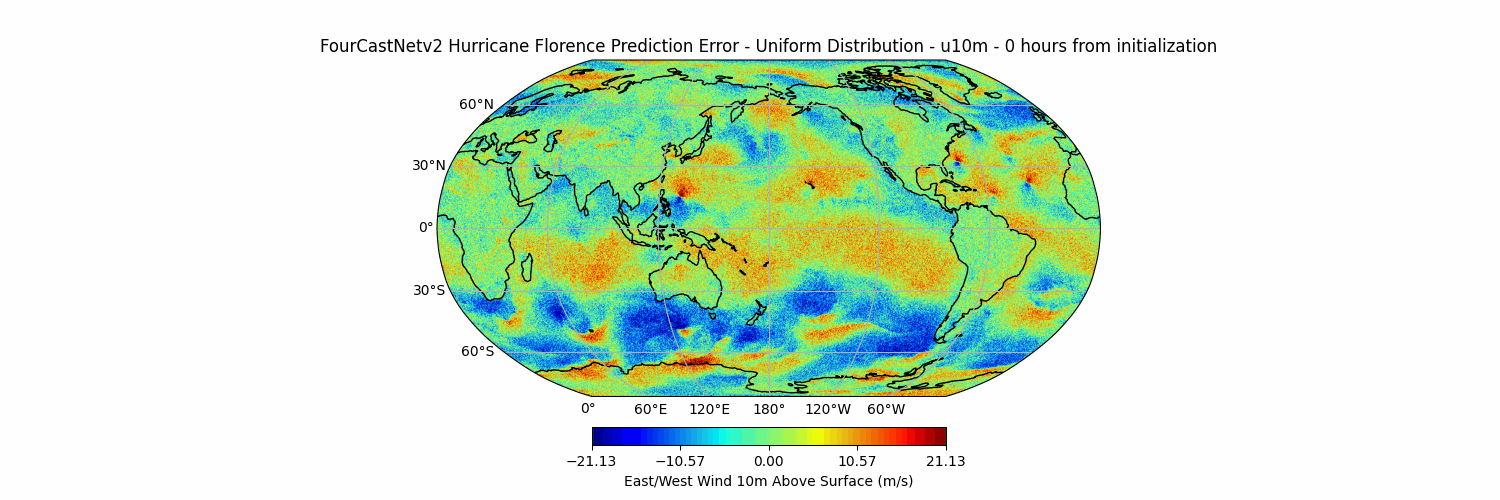 FourCastNetv2 Hurricane Florence Prediction Error - Uniform Distribution - u10m - 0 hours from initialization
60°N
30°N
0°
30°S
60°S
0° 60°E 120°E 180° 120°W 60°W
−21.13 −10.57 0.00 10.57 21.13
East/West Wind 10m Above Surface (m/s)